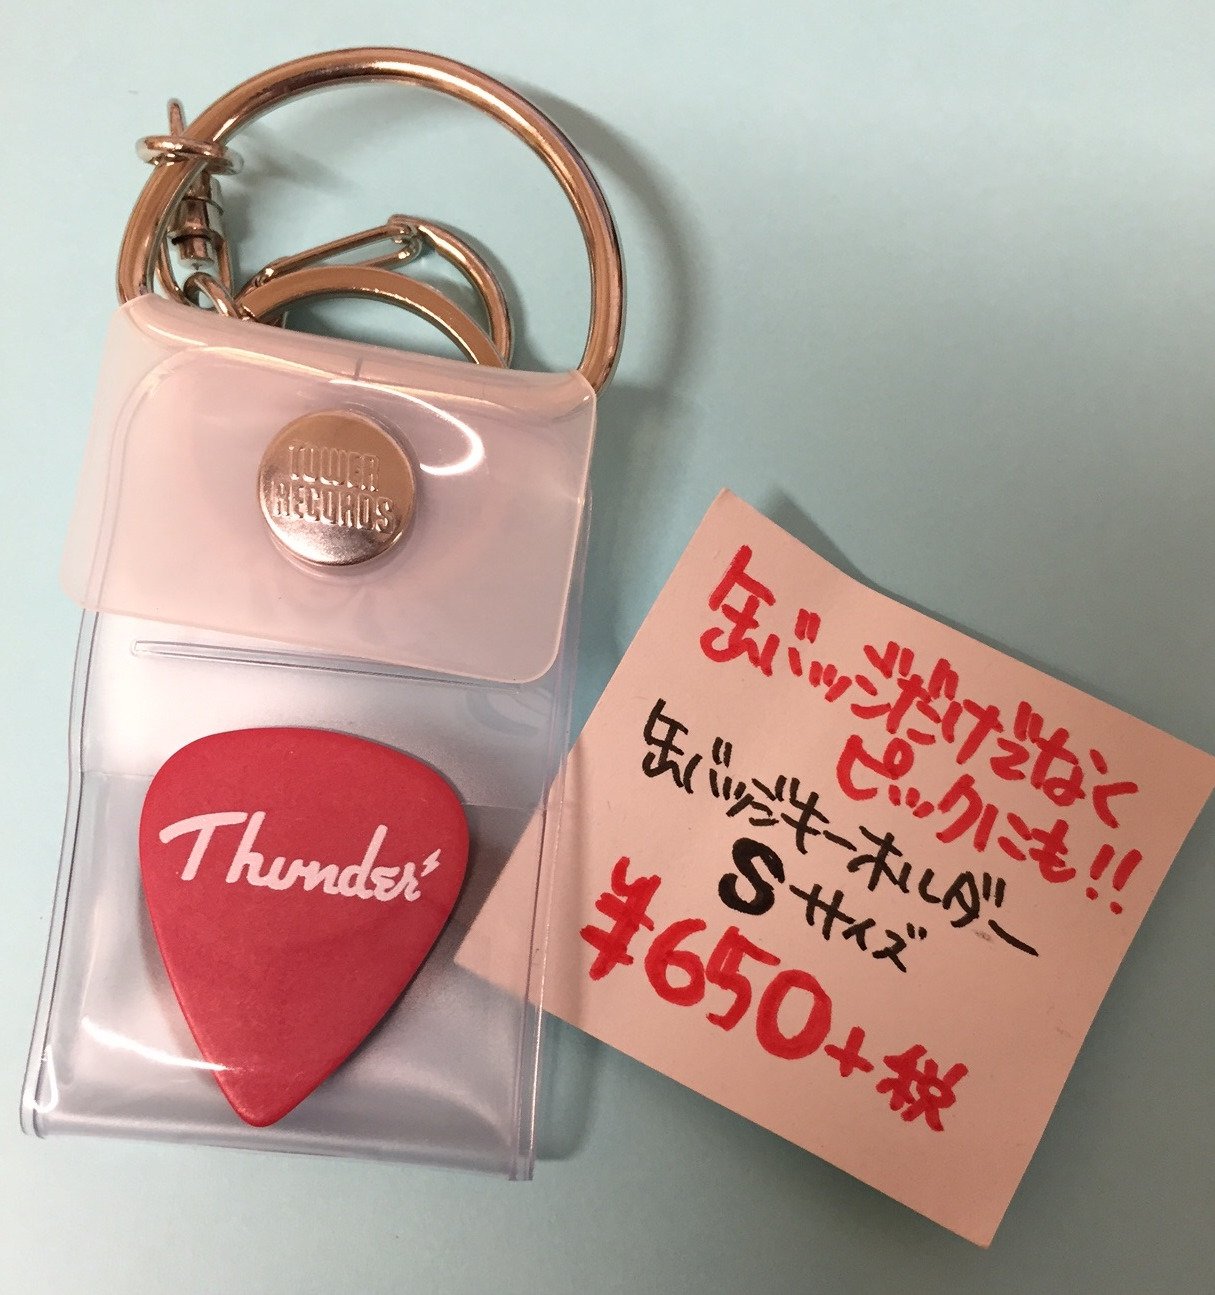 TOWER
RECORDS
Thunder
缶バッジだけでなく
ピックにも!!
缶バッジキーホルダー
Sサイズ
¥650+税